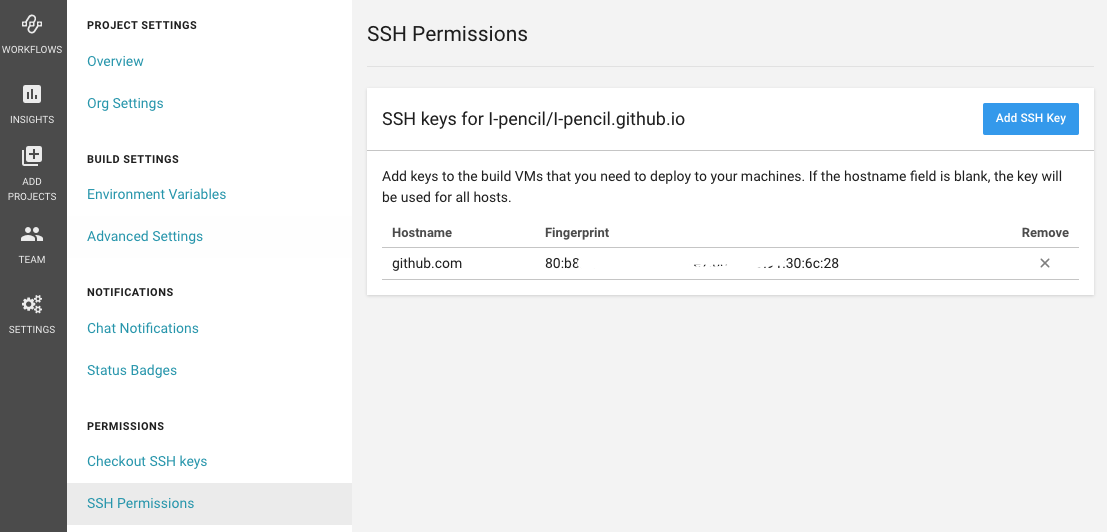 WORKFLOWS
INSIGHTS
ADD
PROJECTS
TEAM
SETTINGS
PROJECT SETTINGS
Overview
Org Settings
BUILD SETTINGS
Environment Variables
Advanced Settings
NOTIFICATIONS
Chat Notifications
Status Badges
PERMISSIONS
Checkout SSH keys
SSH Permissions
SSH Permissions
SSH keys for I-pencil/I-pencil.github.io
Add SSH Key
Add keys to the build VMs that you need to deploy to your machines. If the hostname field is blank, the key will
be used for all hosts.
Hostname Fingerprint Remove
github.com 80:b :30:6c:28